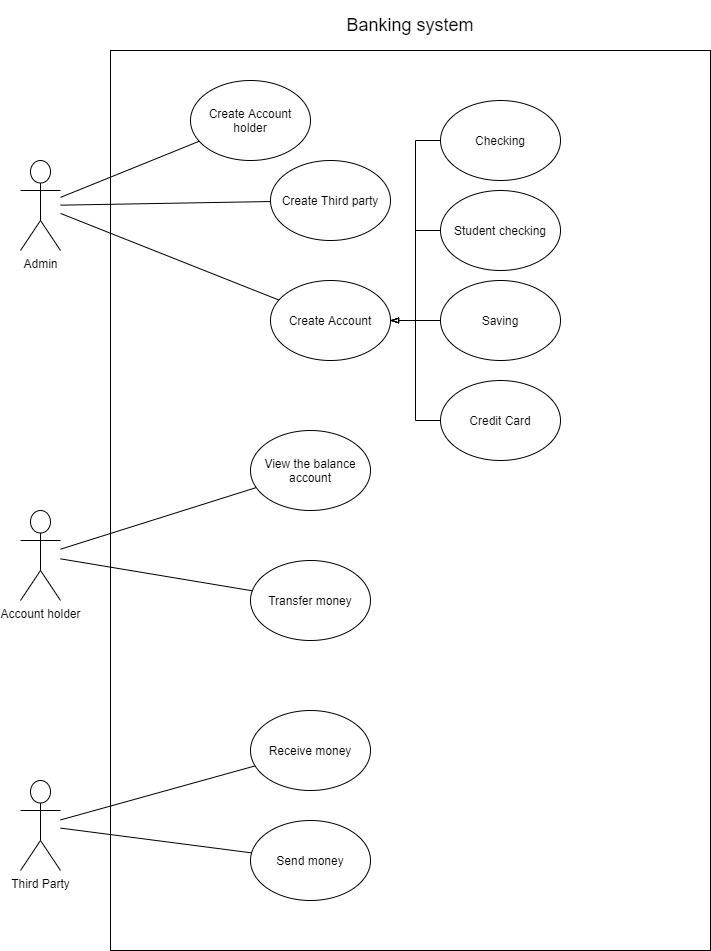 Banking system
Create Account
holder
Checking
Create Third party
Student checking
Admin
Create Account
Saving
Credit Card
View the balance
account
Account holder
Transfer money
Receive money
Third Party
Send money